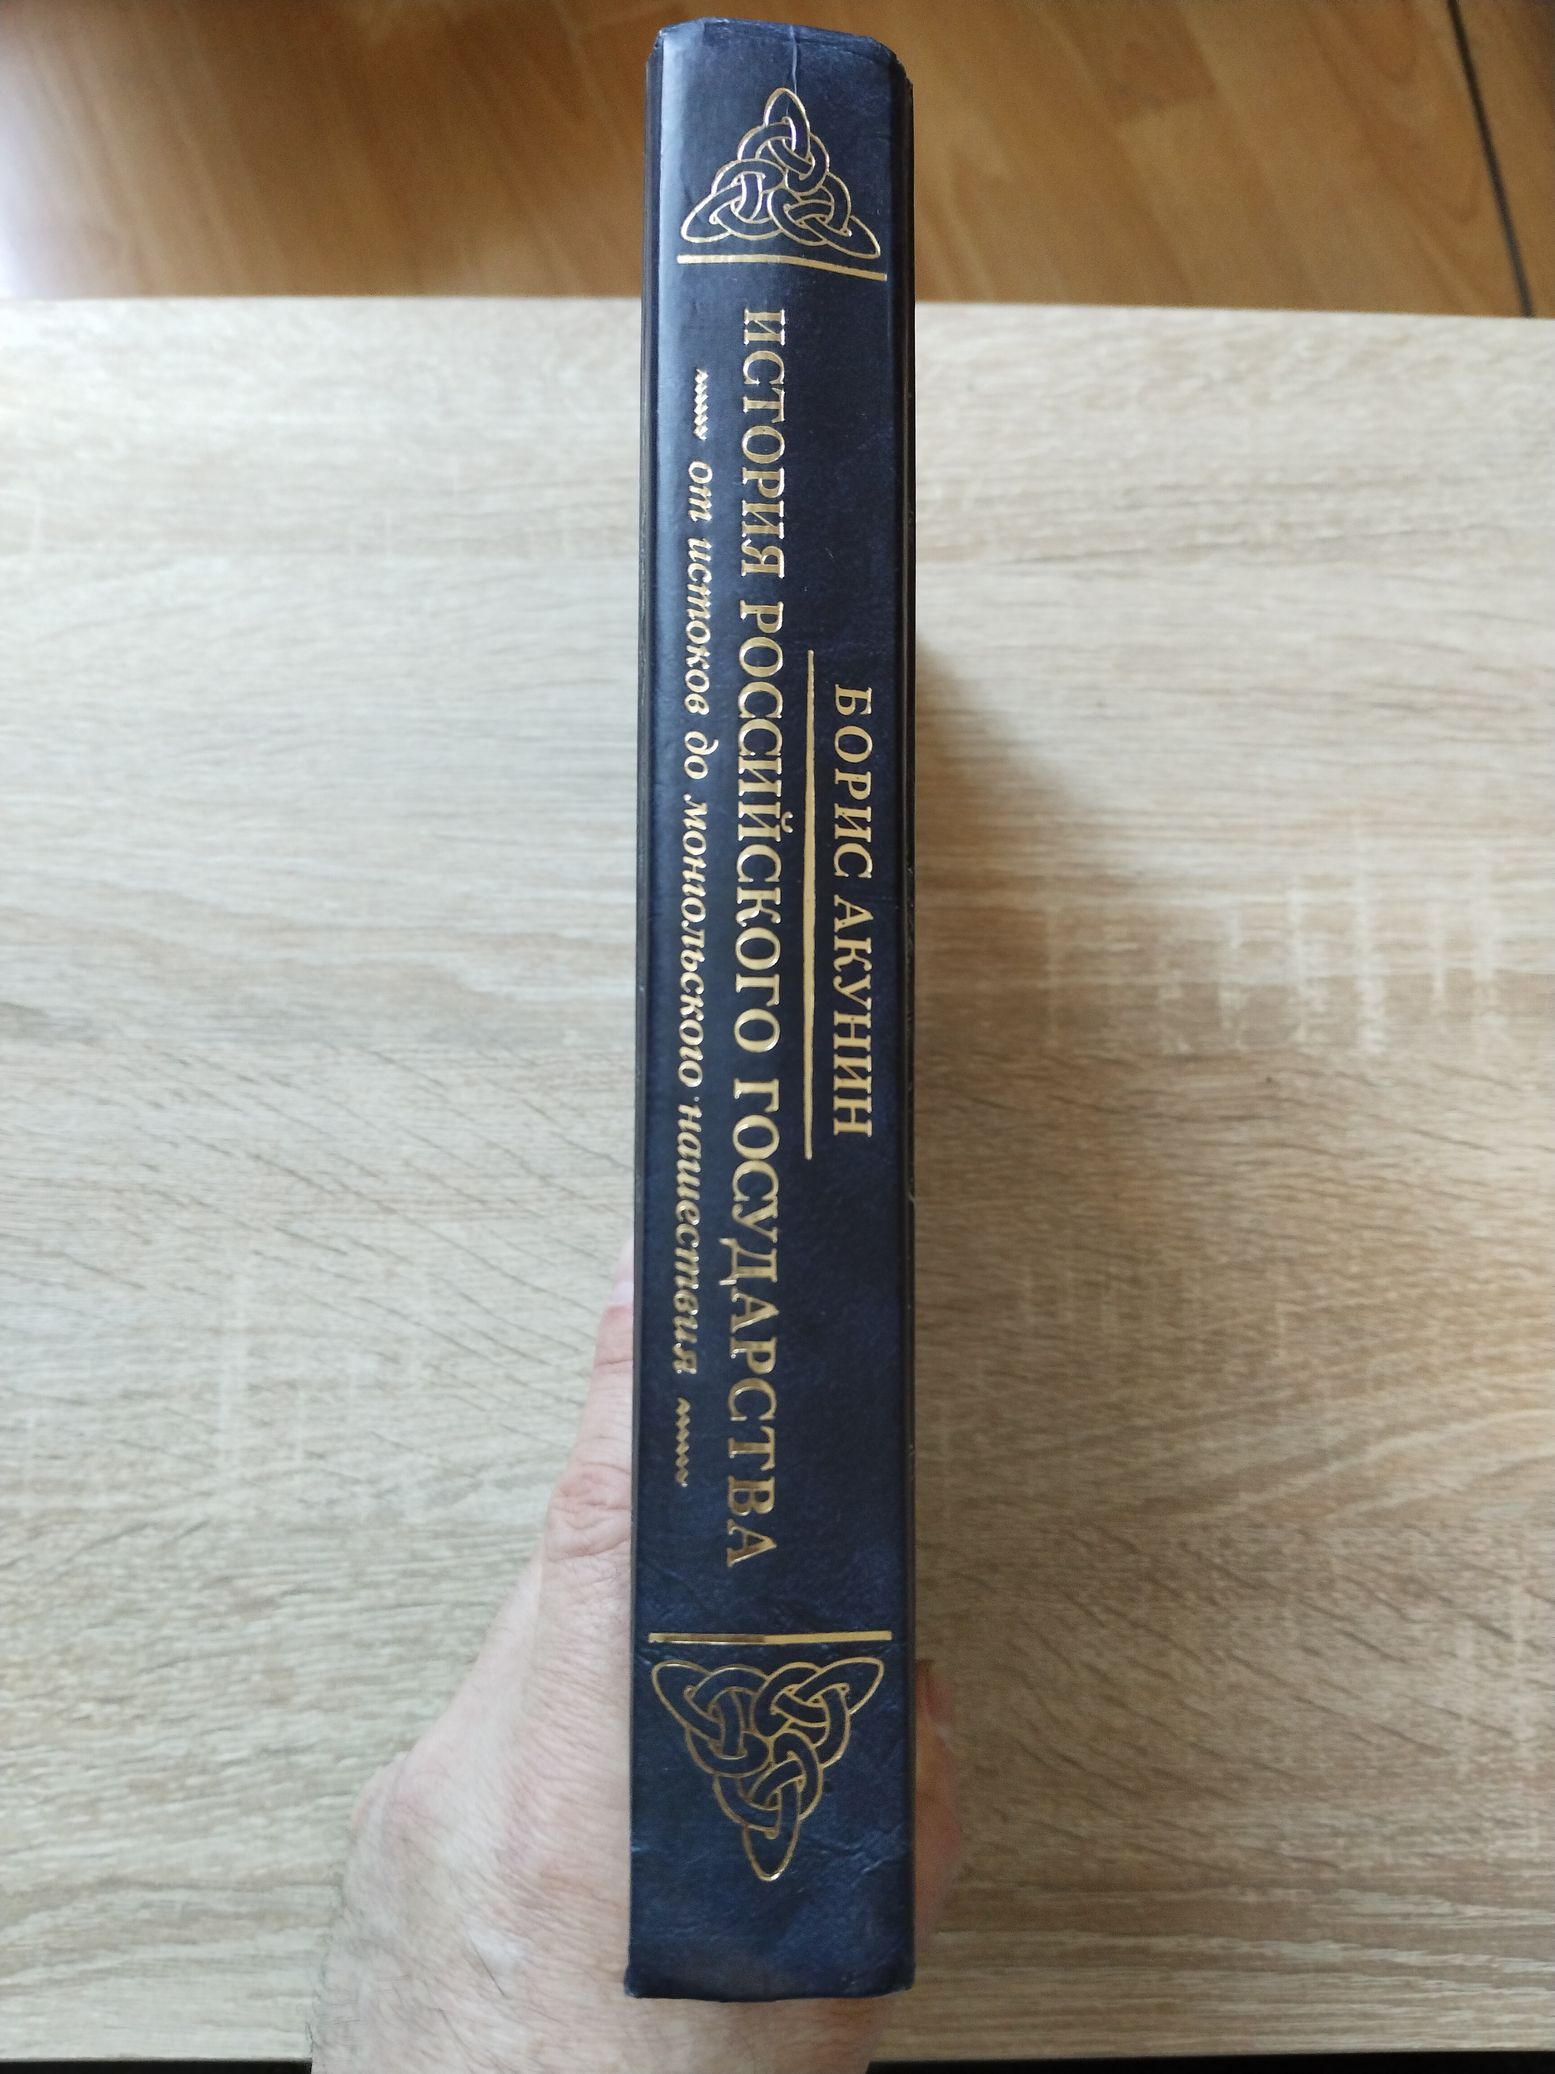 БОРИС АКУНИН
ИСТОРИЯ РОССИЙСКОГО ГОСУДАРСТВА
от истоков до монгольского нашествия